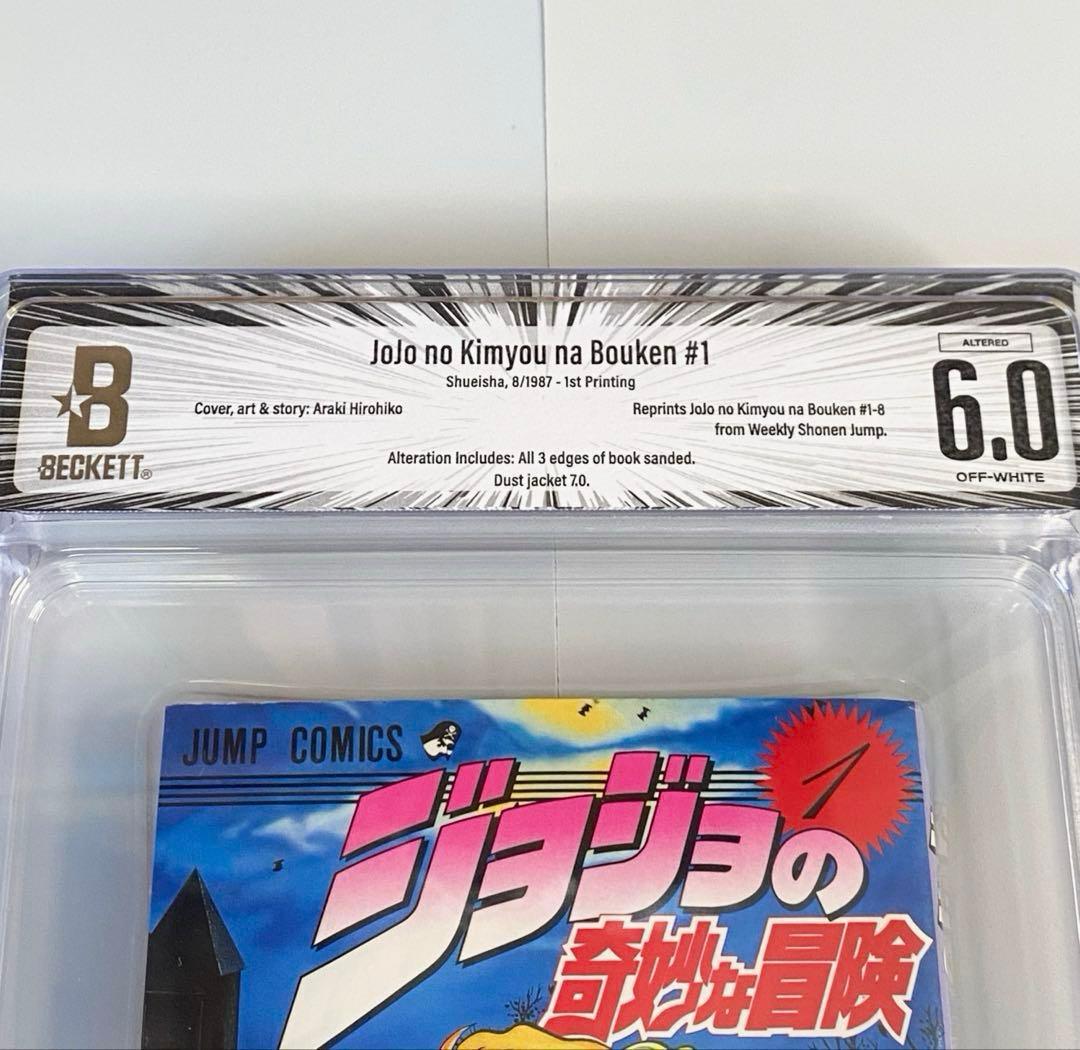 B
BECKETT®
JoJo no Kimyou na Bouken #1
Shueisha, 8/1987 - 1st Printing
Cover, art & story: Araki Hirohiko
Reprints JoJo no Kimyou na Bouken #1-8
from Weekly Shonen Jump.
Alteration Includes: All 3 edges of book sanded.
Dust jacket 7.0.
ALTERED
6.0
OFF-WHITE
JUMP COMICS
1
ジョジョの
奇妙な冒険